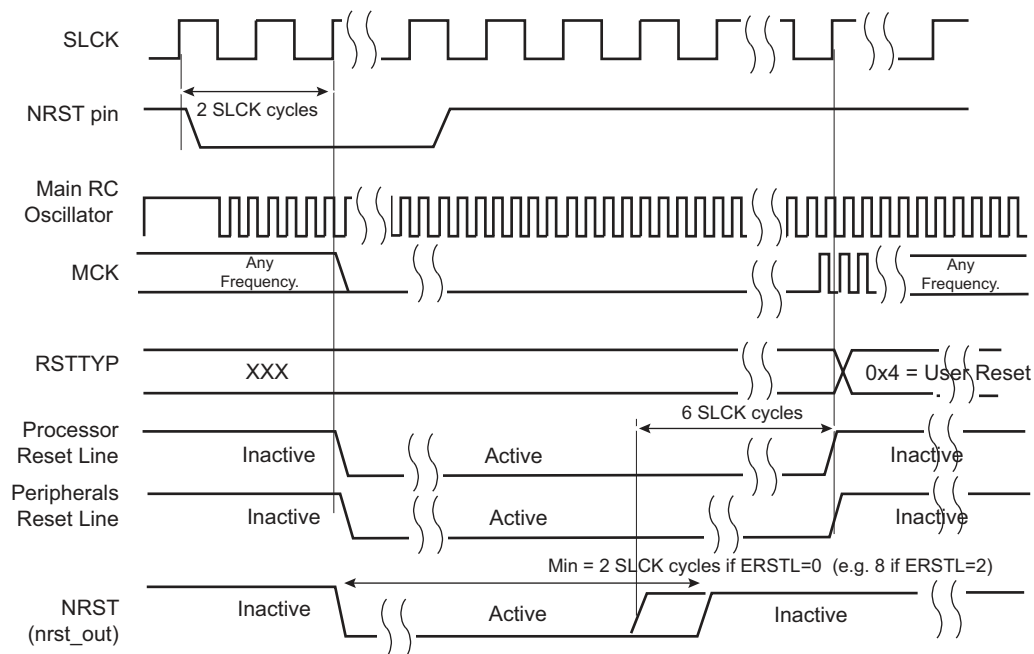 SLCK
2 SLCK cycles
NRST pin
Main RC
Oscillator
MCK
Any
Frequency.
Any
Frequency.
RSTTYP
XXX
0x4 = User Reset
6 SLCK cycles
Processor
Reset Line
Inactive
Active
Inactive
Peripherals
Reset Line
Inactive
Active
Inactive
Min = 2 SLCK cycles if ERSTL=0 (e.g. 8 if ERSTL=2)
NRST
(nrst_out)
Inactive
Active
Inactive